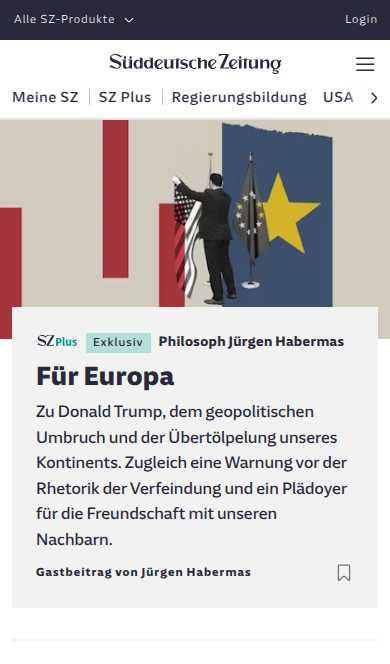 Alle SZ-Produkte
Login
Süddeutsche Zeitung
Meine SZ SZ Plus Regierungsbildung USA
SZ Plus Exklusiv Philosoph Jürgen Habermas
Für Europa
Zu Donald Trump, dem geopolitischen
Umbruch und der Übertölpelung unseres
Kontinents. Zugleich eine Warnung vor der
Rhetorik der Verfeindung und ein Plädoyer
für die Freundschaft mit unseren
Nachbarn.
Gastbeitrag von Jürgen Habermas